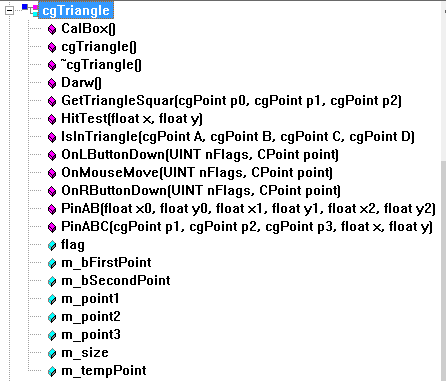 cgTriangle
CalBox()
cgTriangle()
~cgTriangle()
Darw()
GetTriangleSquar(cgPoint p0, cgPoint p1, cgPoint p2)
HitTest(float x, float y)
IsInTriangle(cgPoint A, cgPoint B, cgPoint C, cgPoint D)
OnLButtonDown(UINT nFlags, CPoint point)
OnMouseMove(UINT nFlags, CPoint point)
OnRButtonDown(UINT nFlags, CPoint point)
PinAB(float x0, float y0, float x1, float y1, float x2, float y2)
PinABC(cgPoint p1, cgPoint p2, cgPoint p3, float x, float y)
flag
m_bFirstPoint
m_bSecondPoint
m_point1
m_point2
m_point3
m_size
m_tempPoint